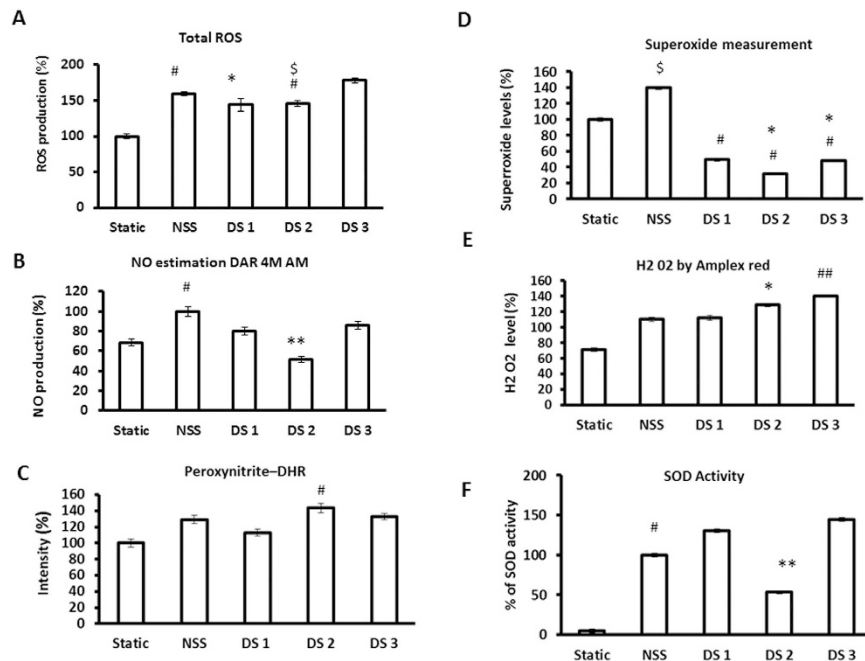 A
Total ROS
ROS production (%)
200
150
100
50
0
# * $ #
Static NSS DS 1 DS 2 DS 3
B
NO estimation DAR 4M AM
NO production (%)
120
100
80
60
40
20
0
# **
Static NSS DS 1 DS 2 DS 3
C
Peroxynitrite–DHR
Intensity (%)
160
140
120
100
80
60
40
20
0
#
Static NSS DS 1 DS 2 DS 3
D
Superoxide measurement
Superroxide levels (%)
160
140
120
100
80
60
40
20
0
$ # * # * #
Static NSS DS 1 DS 2 DS 3
E
H2 02 by Amplex red
H2 O2 level (%)
160
140
120
100
80
60
40
20
0
* ##
Static NSS DS 1 DS 2 DS 3
F
SOD Activity
% of SOD activity
200
150
100
50
0
# **
Static NSS DS 1 DS 2 DS 3